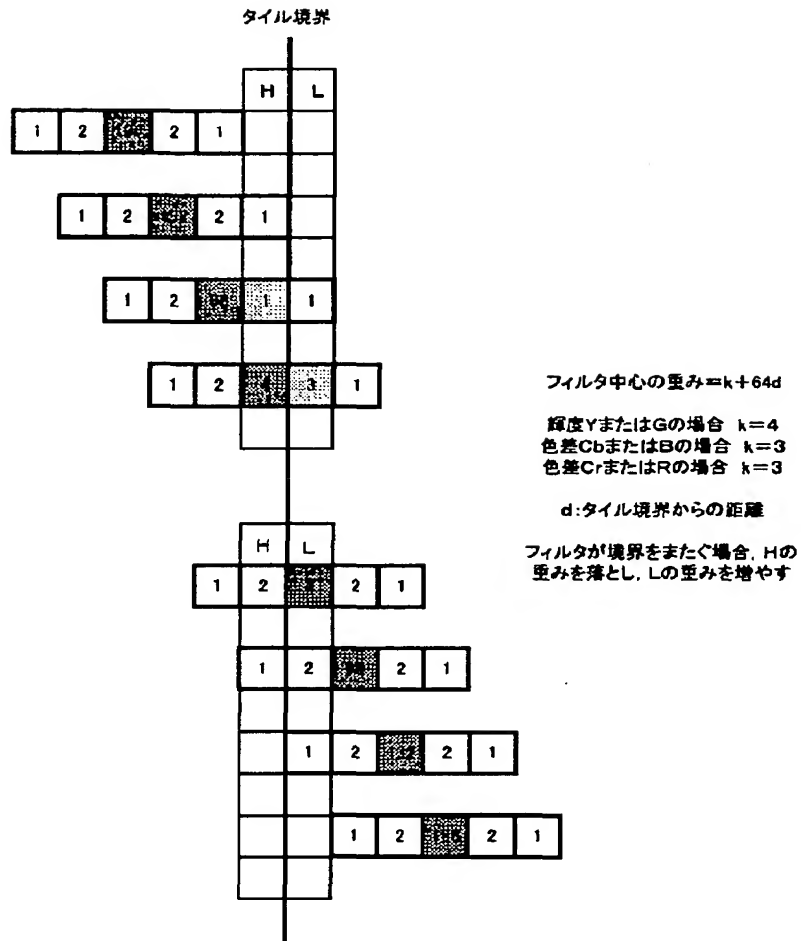 タイル境界
H L
1 2 2 1
1 2 2 1
1 2 1 1
1 2 4 3 1
フィルタ中心の重み=k+64d
輝度YまたはGの場合 k=4
色差CbまたはBの場合 k=3
色差CrまたはRの場合 k=3
d:タイル境界からの距離
フィルタが境界をまたぐ場合, Hの
重みを落とし, Lの重みを増やす
H L
1 2 2 1
1 2 2 1
1 2 2 1
1 2 2 1